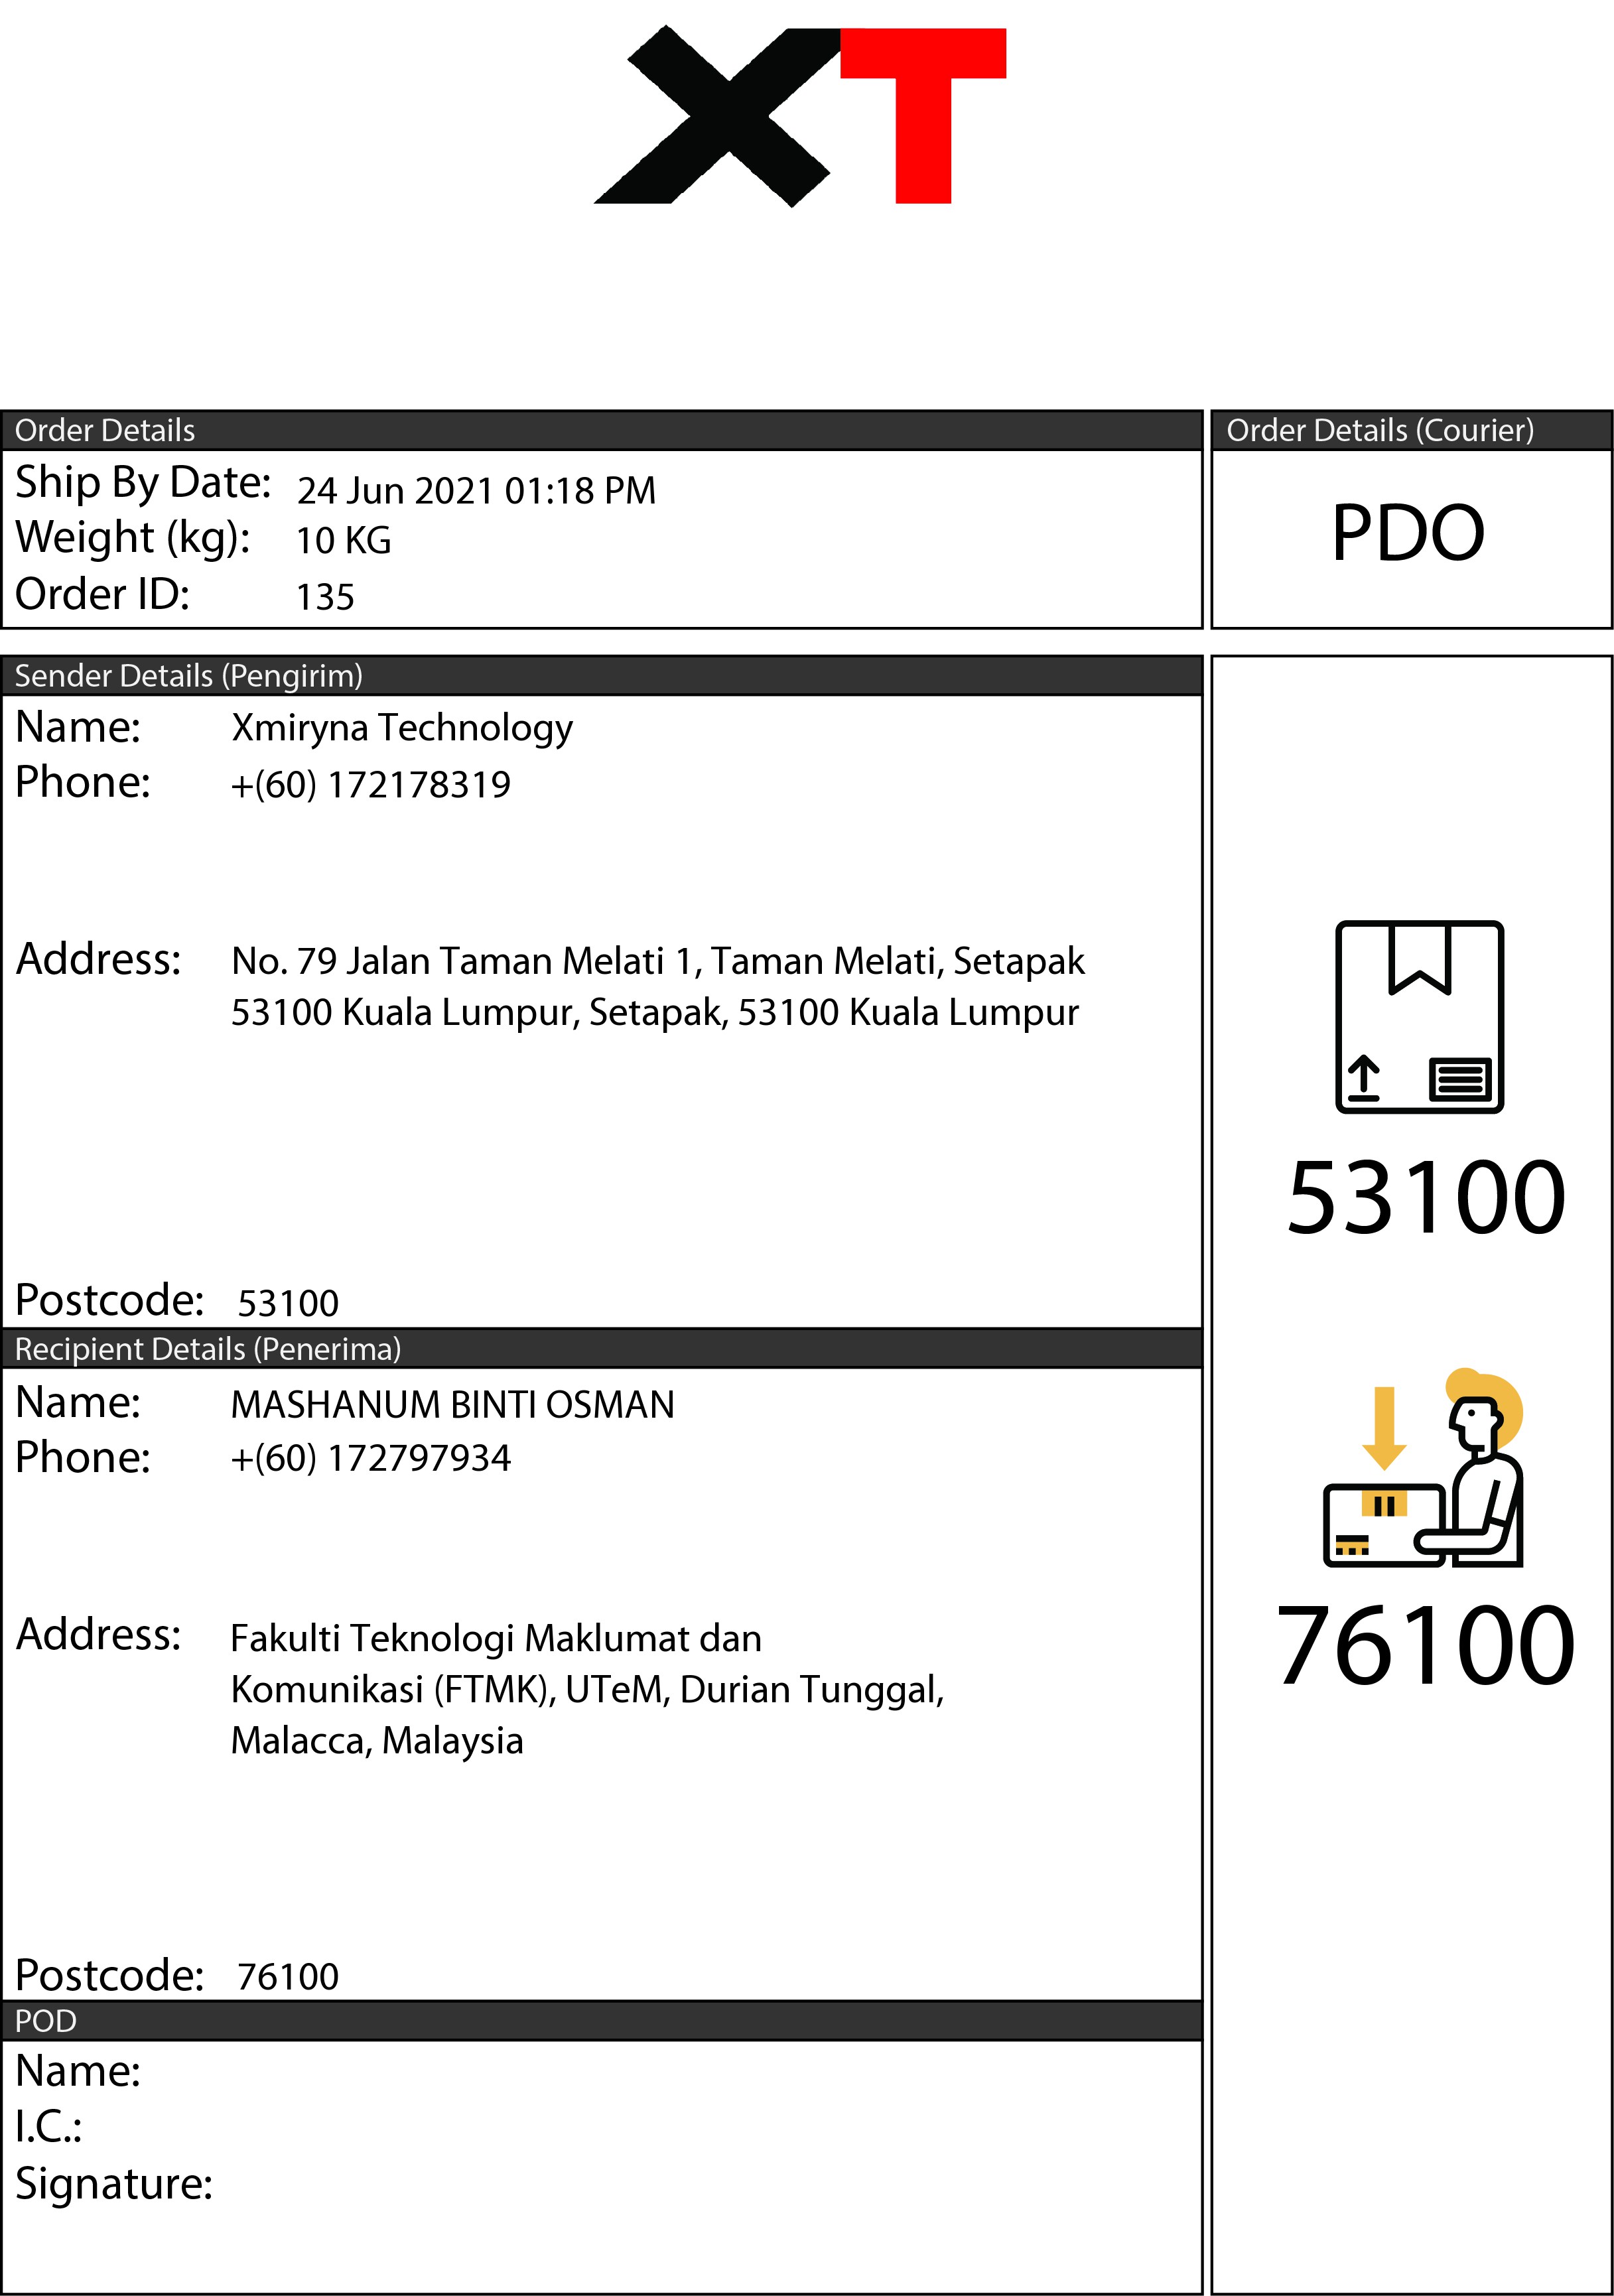 XT
Order Details
Ship By Date: 24 Jun 2021 01:18 PM
Weight (kg): 10 KG
Order ID: 135
Order Details (Courier)
PDO
Sender Details (Pengirim)
Name: Xmiryna Technology
Phone: +(60) 172178319
Address: No. 79 Jalan Taman Melati 1, Taman Melati, Setapak
53100 Kuala Lumpur, Setapak, 53100 Kuala Lumpur
Postcode: 53100
Recipient Details (Penerima)
Name: MASHANUM BINTI OSMAN
Phone: +(60) 172797934
Address: Fakulti Teknologi Maklumat dan
Komunikasi (FTMK), UTeM, Durian Tunggal,
Malacca, Malaysia
Postcode: 76100
POD
Name:
I.C.:
Signature:
53100
76100